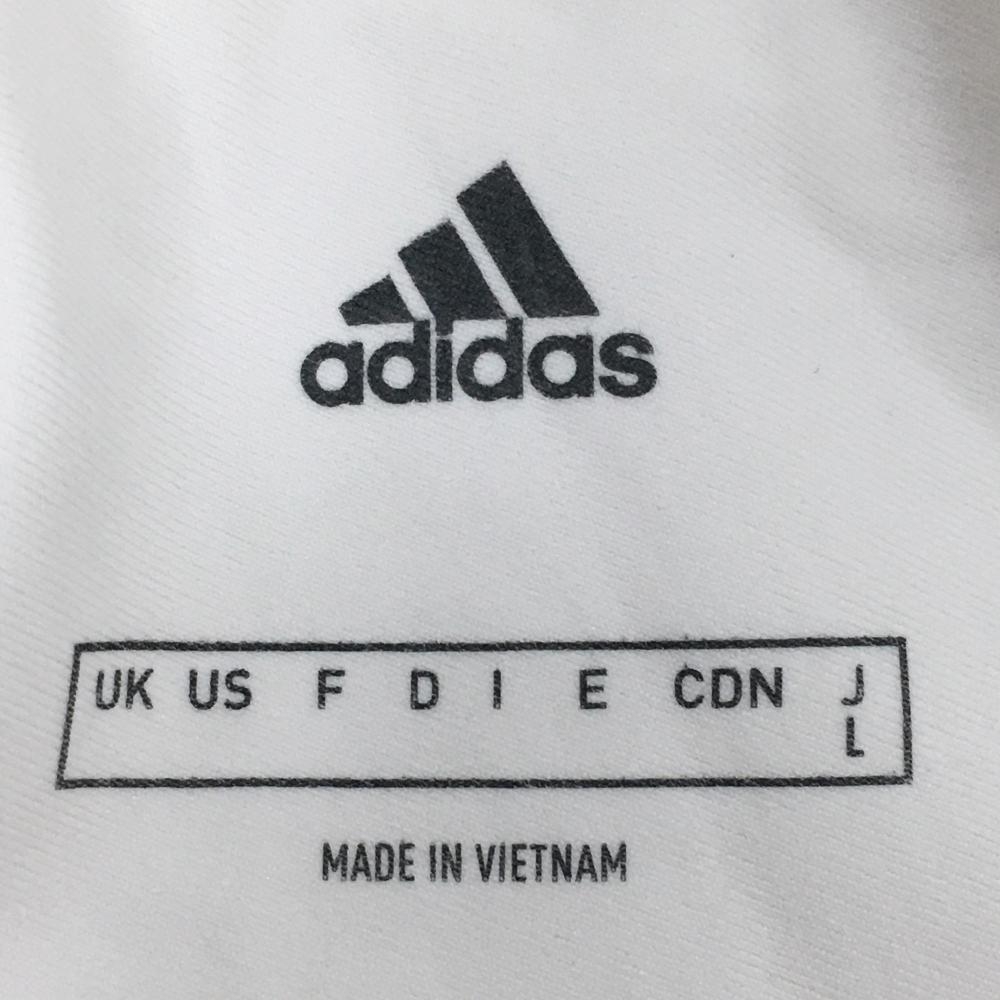 adidas
UK US F D I E CDN J
L
MADE IN VIETNAM